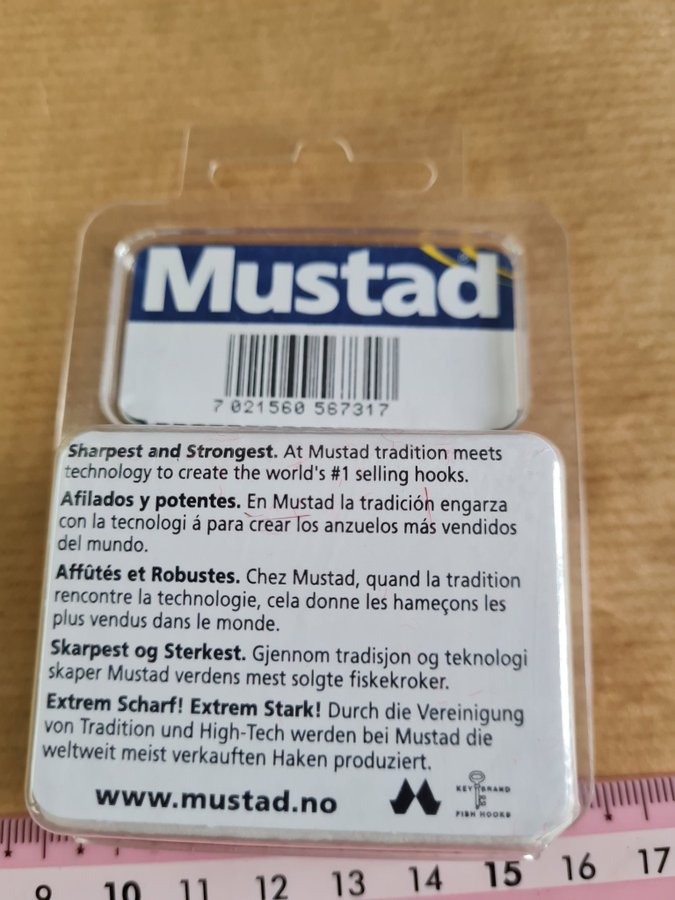 Mustad
7 021560 567317
Sharpest and Strongest. At Mustad tradition meets
technology to create the world's #1 selling hooks.
Afilados y potentes. En Mustad la tradición engarza
con la tecnologi á para crear los anzuelos más vendidos
del mundo.
Affûtés et Robustes. Chez Mustad, quand la tradition
rencontre la technologie, cela donne les hameçons les
plus vendus dans le monde.
Skarpest og Sterkest. Gjennom tradisjon og teknologi
skaper Mustad verdens mest solgte fiskekroker.
Extrem Scharf! Extrem Stark! Durch die Vereinigung
von Tradition und High-Tech werden bei Mustad die
weltweit meist verkauften Haken produziert.
www.mustad.no
KEY BRAND
FISH HOOKS
9 10 11 12 13 14 15 16 17